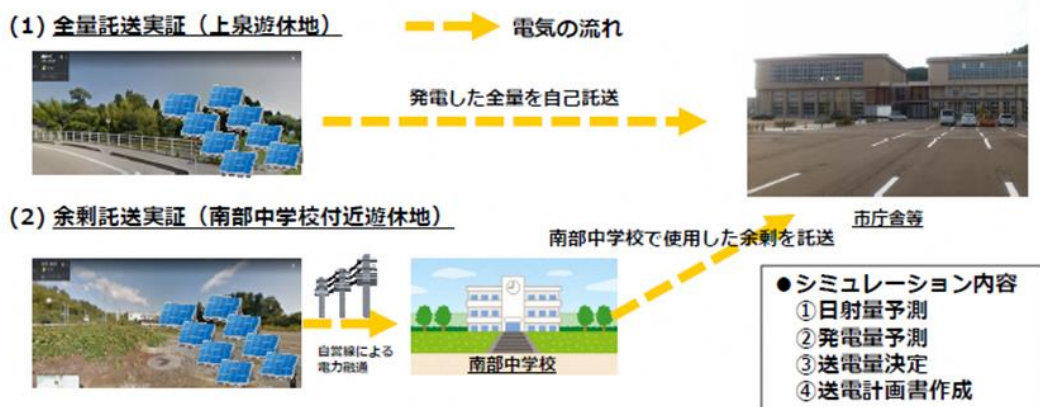 (1) 全量託送実証（上泉遊休地）
電気の流れ
発電した全量を自己託送
市庁舎等
(2) 余剰託送実証（南部中学校付近遊休地）
南部中学校で使用した余剰を託送
自営線による
電力融通
南部中学校
●シミュレーション内容
①日射量予測
②発電量予測
③送電量決定
④送電計画書作成